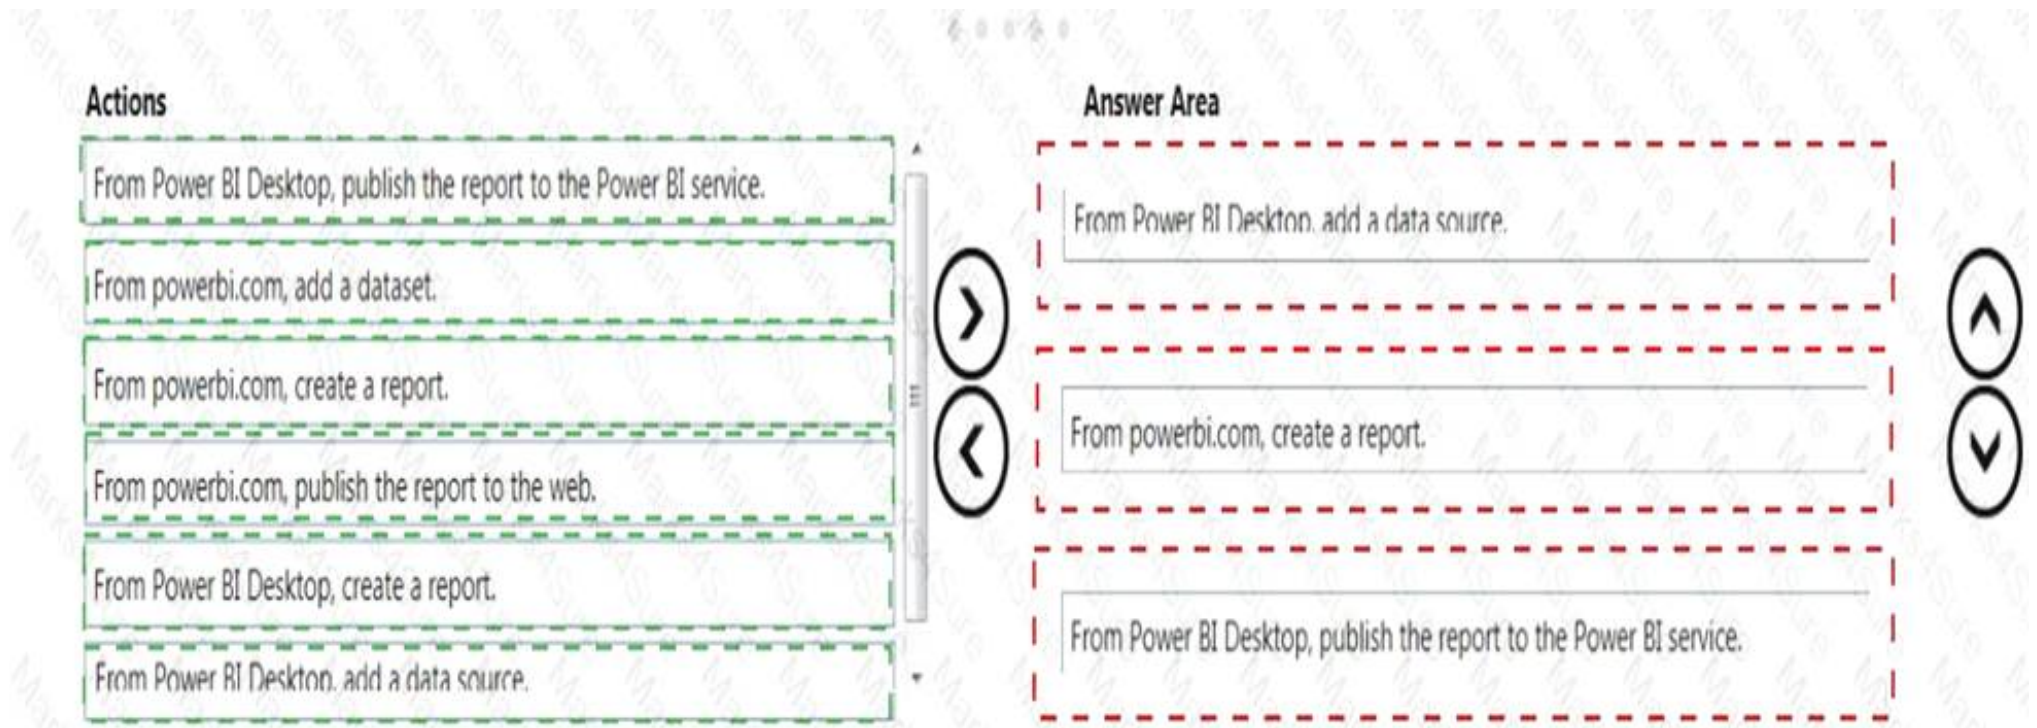 Actions
From Power BI Desktop, publish the report to the Power BI service.
From powerbi.com, add a dataset.
From powerbi.com, create a report.
From powerbi.com, publish the report to the web.
From Power BI Desktop, create a report.
From Power BI Desktop, add a data source.
Answer Area
From Power BI Desktop, add a data source.
From powerbi.com, create a report.
From Power BI Desktop, publish the report to the Power BI service.
Marks4Sure